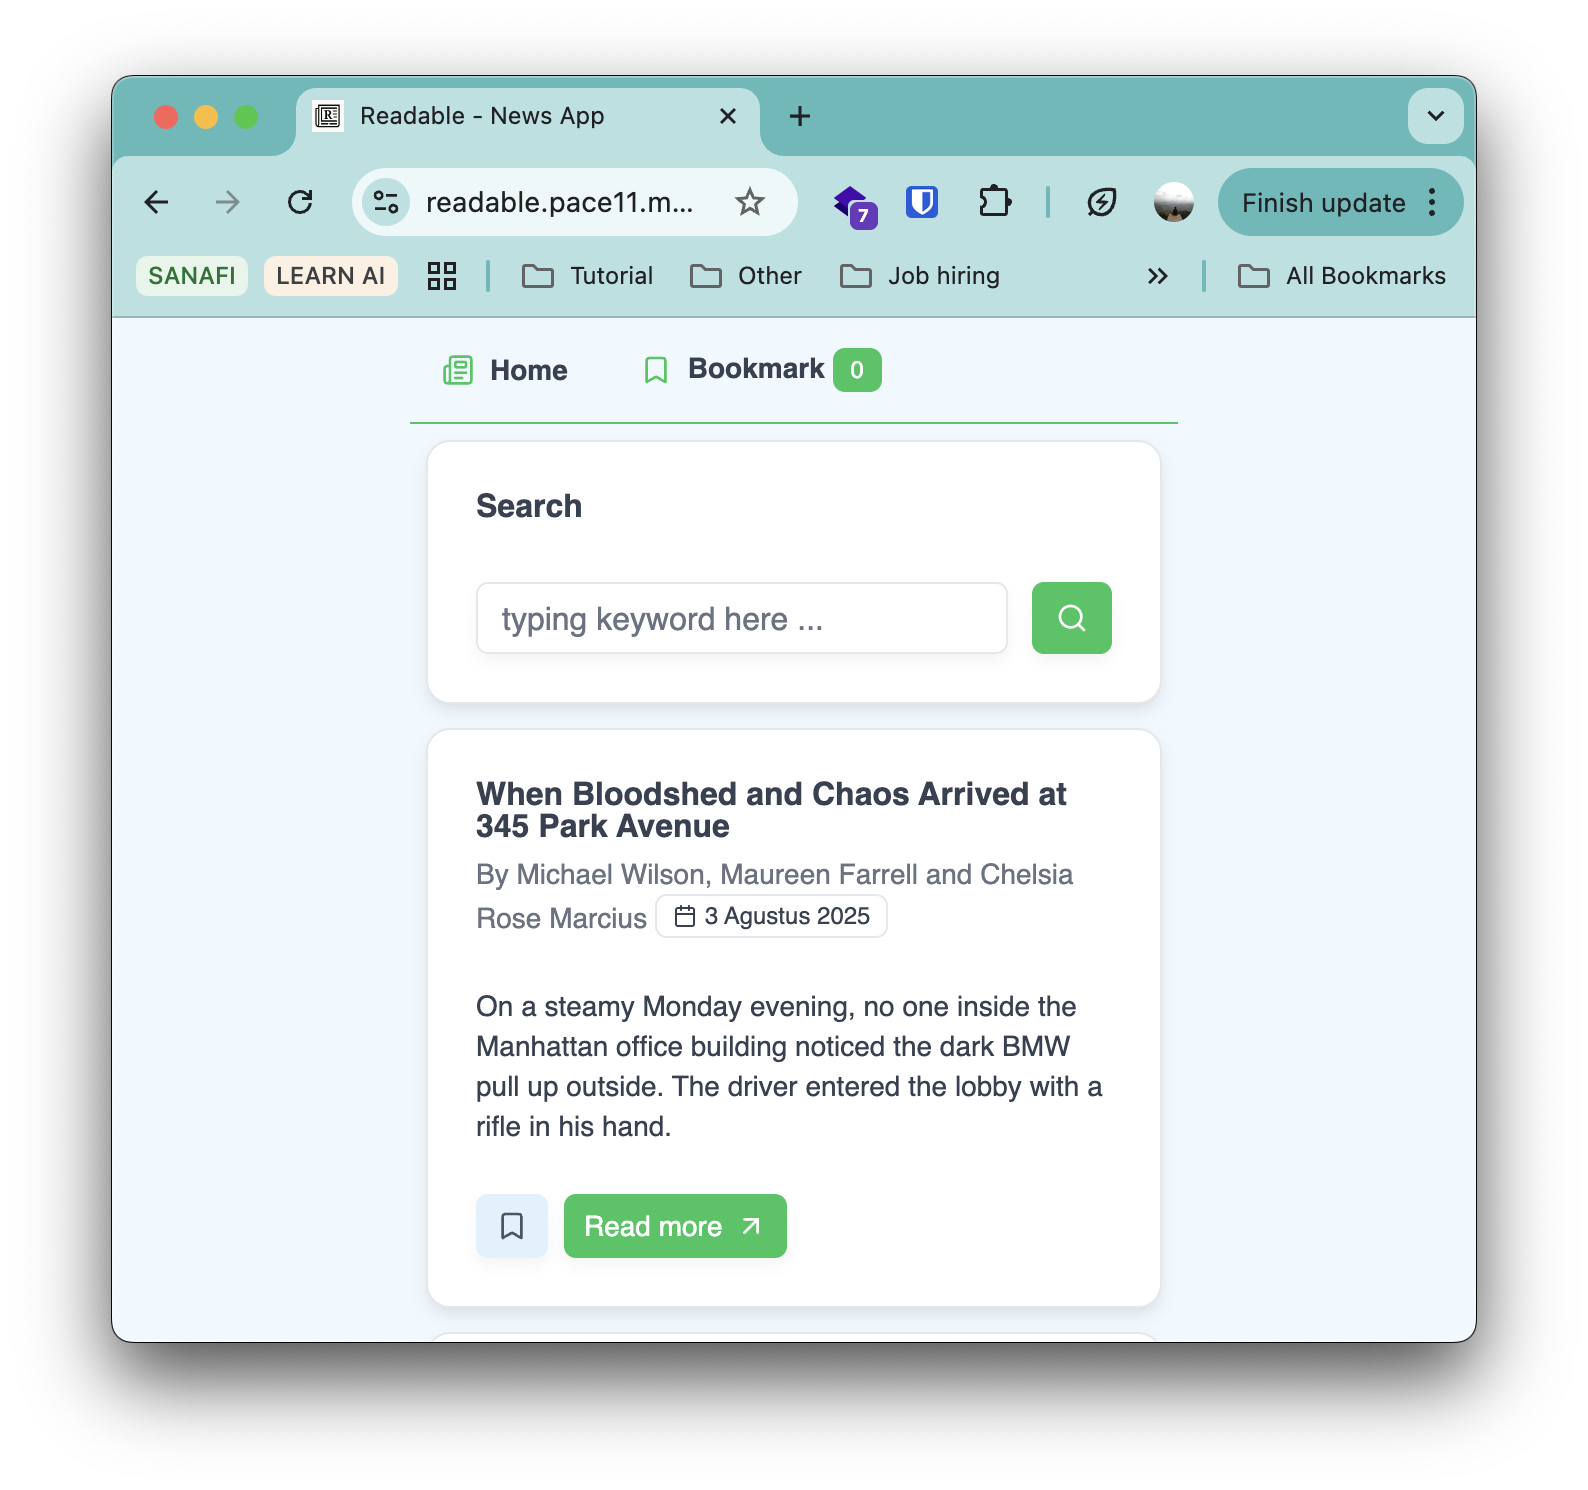 Readable - News App
readable.pace11.m...
7
Finish update
SANAFI
LEARN AI
Tutorial
Other
Job hiring
All Bookmarks
Home
Bookmark 0
Search
typing keyword here ...
When Bloodshed and Chaos Arrived at
345 Park Avenue
By Michael Wilson, Maureen Farrell and Chelsia
Rose Marcius 3 Agustus 2025
On a steamy Monday evening, no one inside the
Manhattan office building noticed the dark BMW
pull up outside. The driver entered the lobby with a
rifle in his hand.
Read more